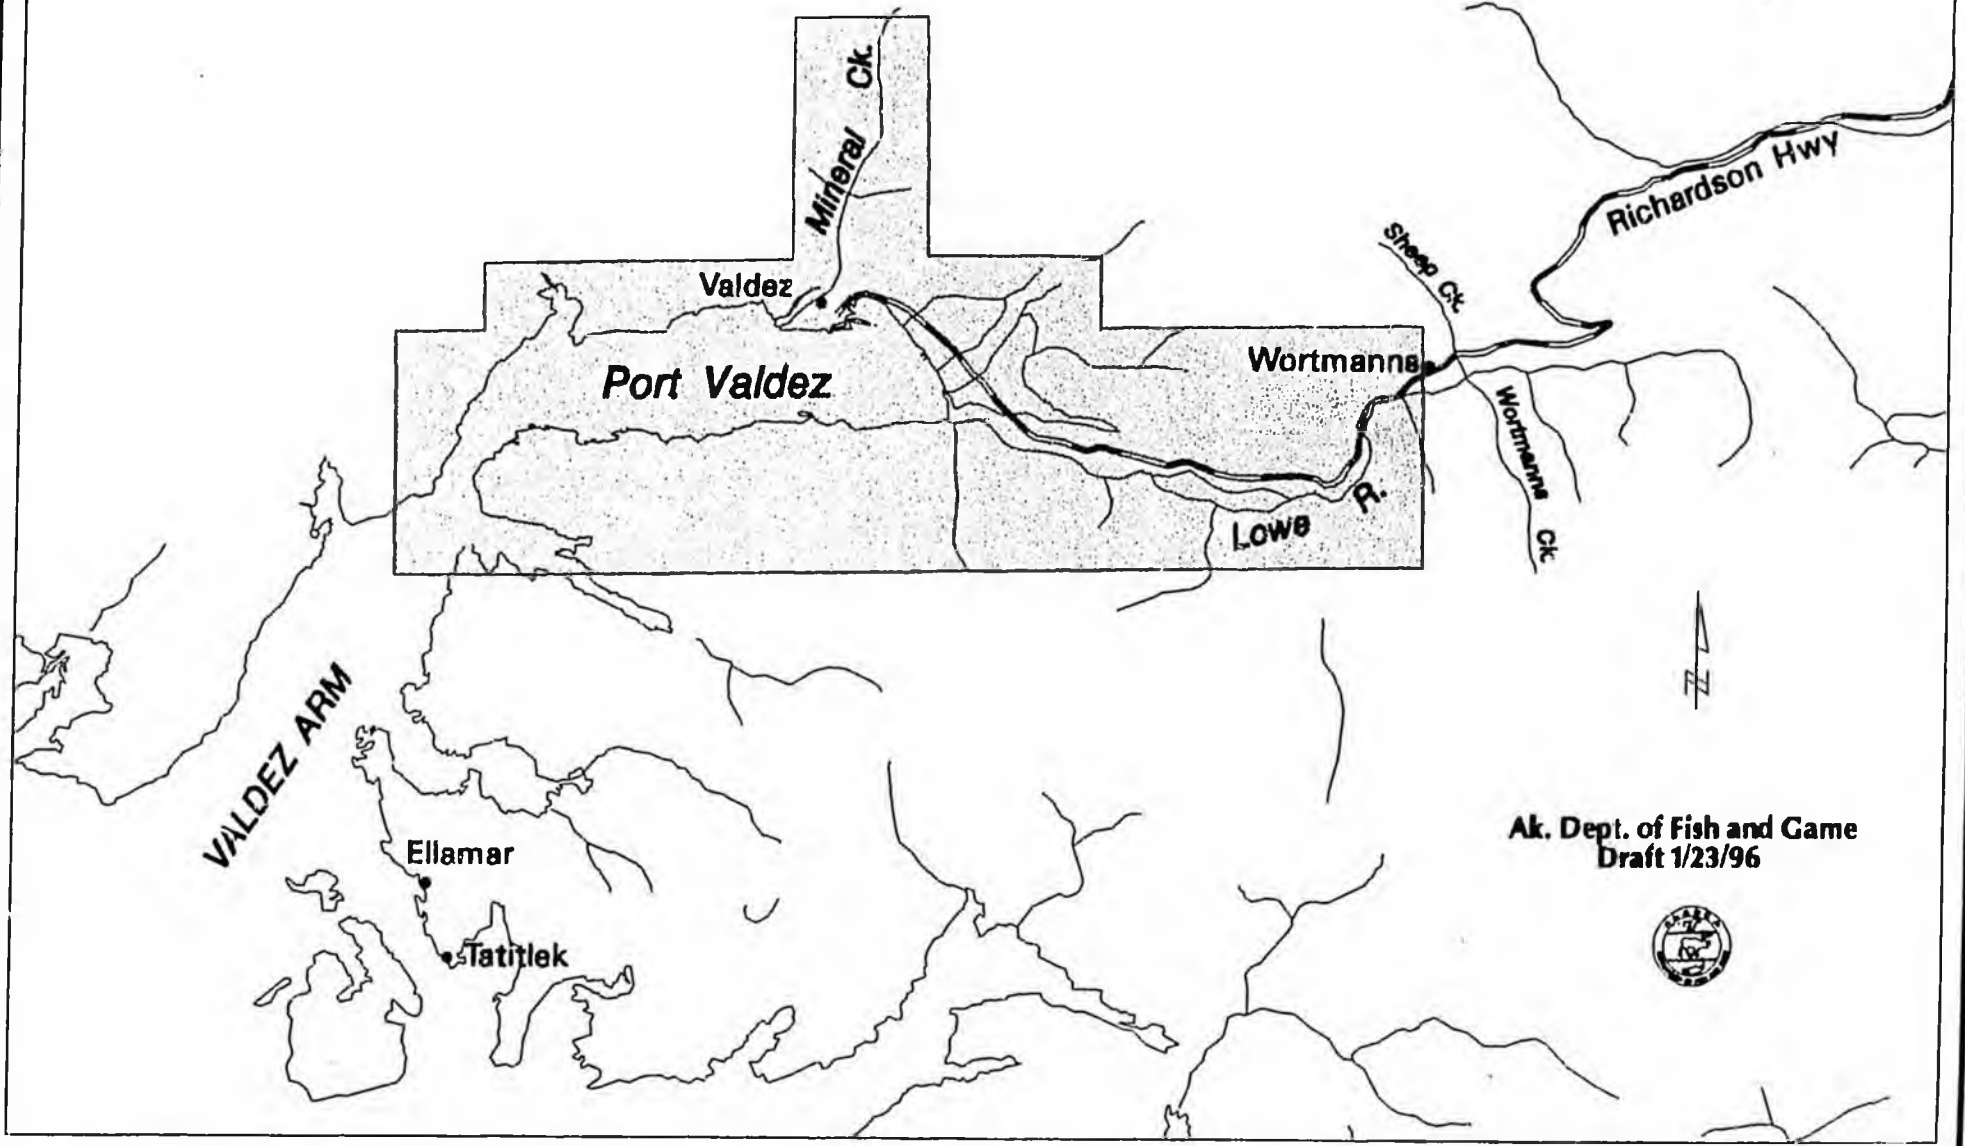 Mineral Ck.
Richardson Hwy
Sheep Ck.
Valdez
Wortmanns
Port Valdez
Wortmanns Ck.
R.
Lowe
VALDEZ ARM
Ak. Dept. of Fish and Game
Draft 1/23/96
Ellamar
Tatitlek